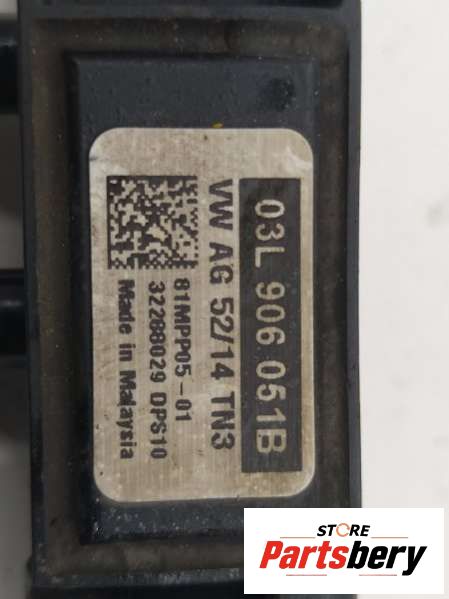 03L 906 051B
VW AG 52/14 TN3
81MPP05-01
32288029 DPS10
Made in Malaysia
STORE
Partsbery